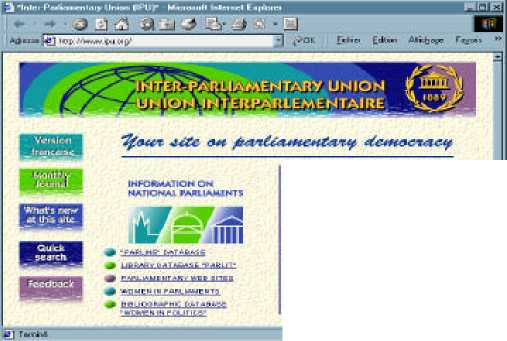 "Inter-Parliamentary Union (IPU)" - Microsoft Internet Explorer
Adresse http://www.ipu.org/ OK Fichier Edition Affichage Favoris »
INTER-PARLIAMENTARY UNION
UNION INTERPARLEMENTAIRE
1889
Your site on parliamentary democracy
Version
française
Monthly
Journal
What's new
at this site
Quick
search
Feedback
INFORMATION ON
NATIONAL PARLIAMENTS
"PARLINE" DATABASE
LIBRARY DATABASE "PARLIT"
PARLIAMENTARY WEB SITES
WOMEN IN PARLIAMENTS
BIBLIOGRAPHIC DATABASE
"WOMEN IN POLITICS"
Terminé